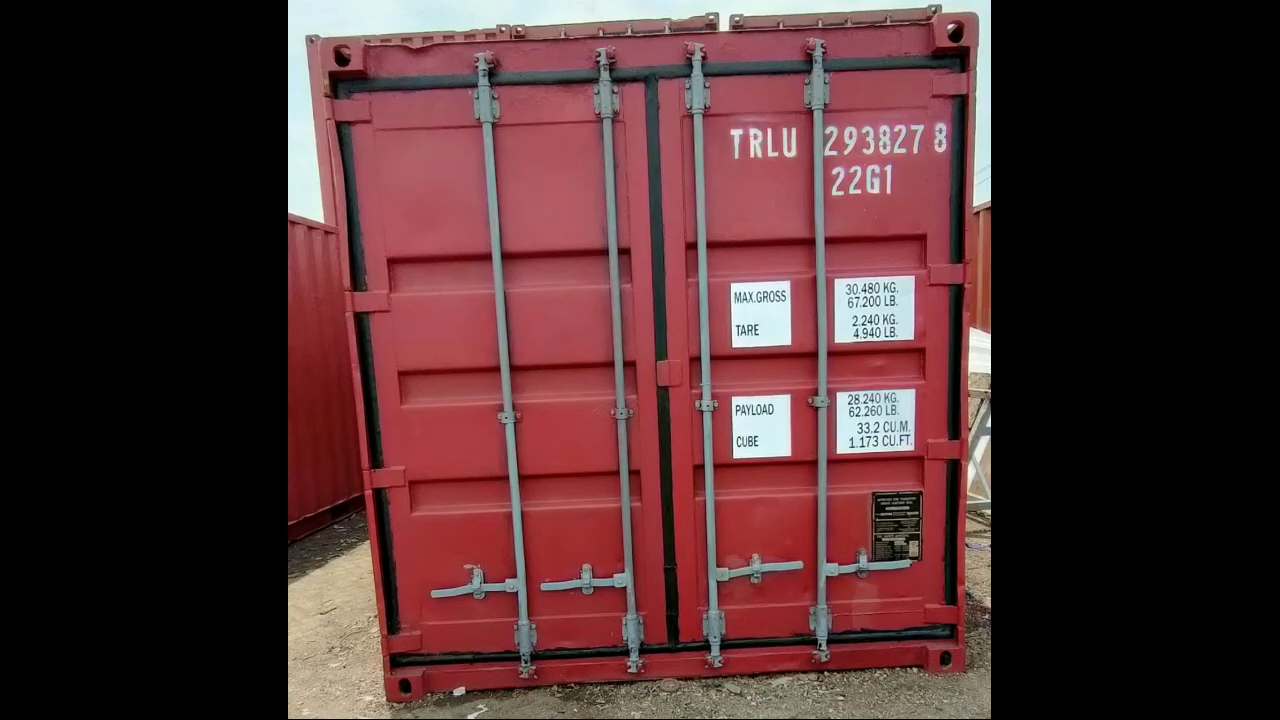 TRLU 293827 8
22G1
MAX.GROSS 30.480 KG.
67.200 LB.
TARE 2.240 KG.
4.940 LB.
PAYLOAD 28.240 KG.
62.260 LB.
CUBE 33.2 CU.M.
1.173 CU.FT.